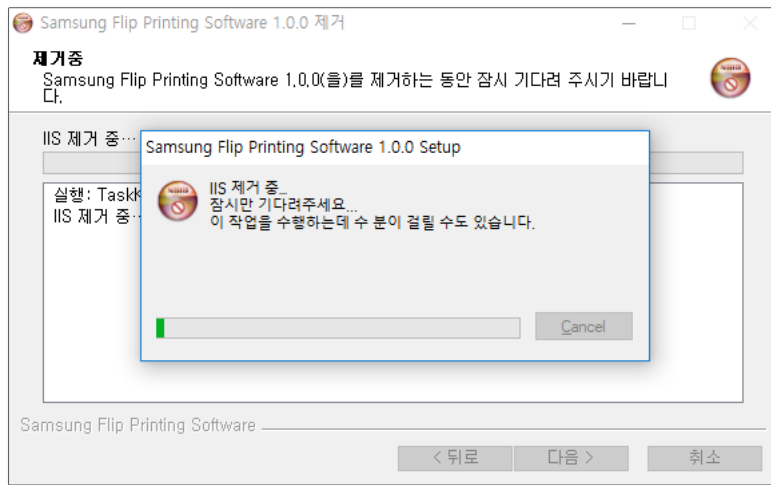 Samsung Flip Printing Software 1.0.0 제거
제거중
Samsung Flip Printing Software 1.0.0(을)를 제거하는 동안 잠시 기다려 주시기 바랍니
다.
IIS 제거 중...
Samsung Flip Printing Software 1.0.0 Setup
IIS 제거 중...
잠시만 기다려주세요...
이 작업을 수행하는데 수 분이 걸릴 수도 있습니다.
Cancel
실행: TaskK
IIS 제거 중
Samsung Flip Printing Software
< 뒤로
다음 >
취소